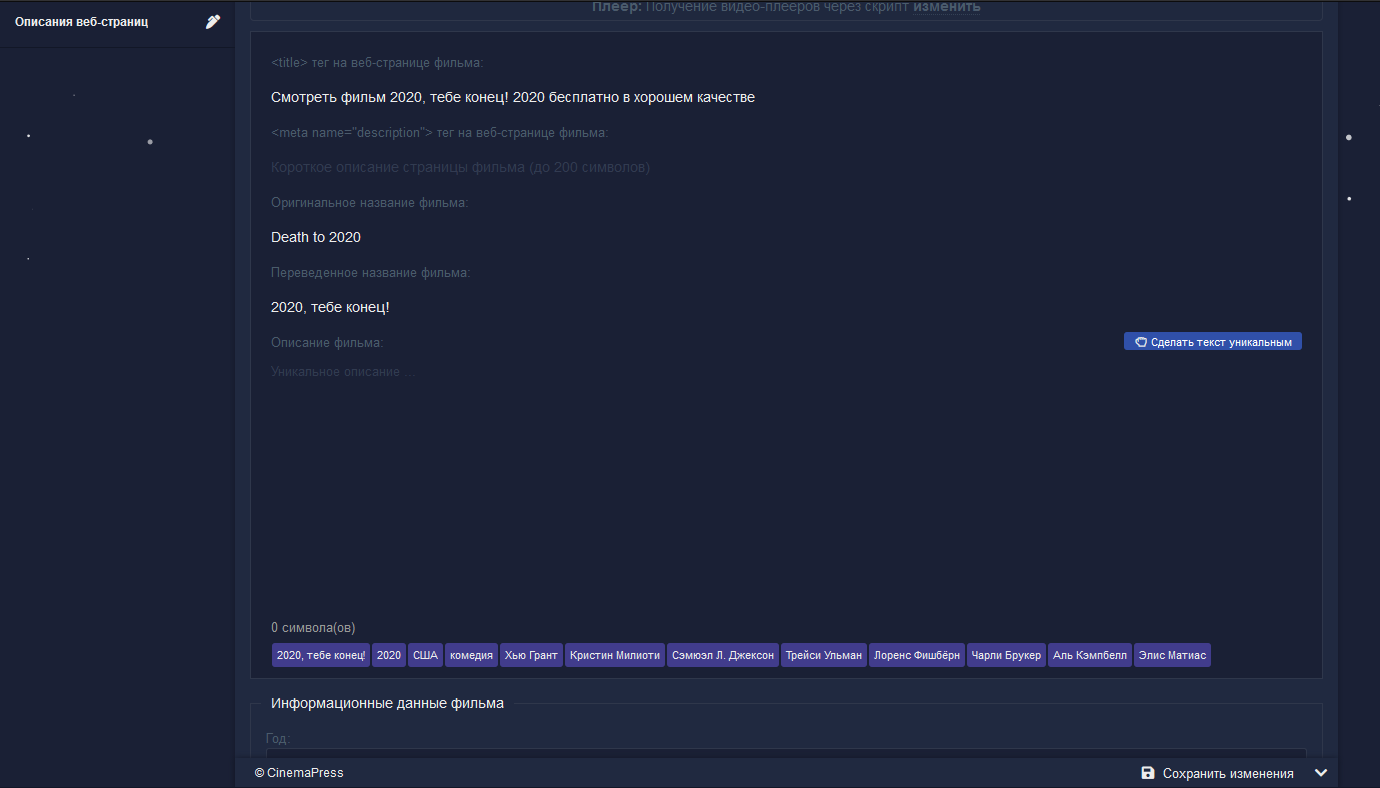 Описания веб-страниц
Плеер: Получение видео-плееров через скрипт изменить
<title> тег на веб-странице фильма:
Смотреть фильм 2020, тебе конец! 2020 бесплатно в хорошем качестве
<meta name="description"> тег на веб-странице фильма:
Короткое описание страницы фильма (до 200 символов)
Оригинальное название фильма:
Death to 2020
Переведенное название фильма:
2020, тебе конец!
Описание фильма:
Сделать текст уникальным
Уникальное описание ...
0 символа(ов)
2020, тебе конец! 2020 США комедия Хью Грант Кристин Милиоти Сэмюэл Л. Джексон Трейси Ульман Лоренс Фишбёрн Чарли Брукер Аль Кэмпбелл Элис Матиас
Информационные данные фильма
Год:
© CinemaPress
Сохранить изменения